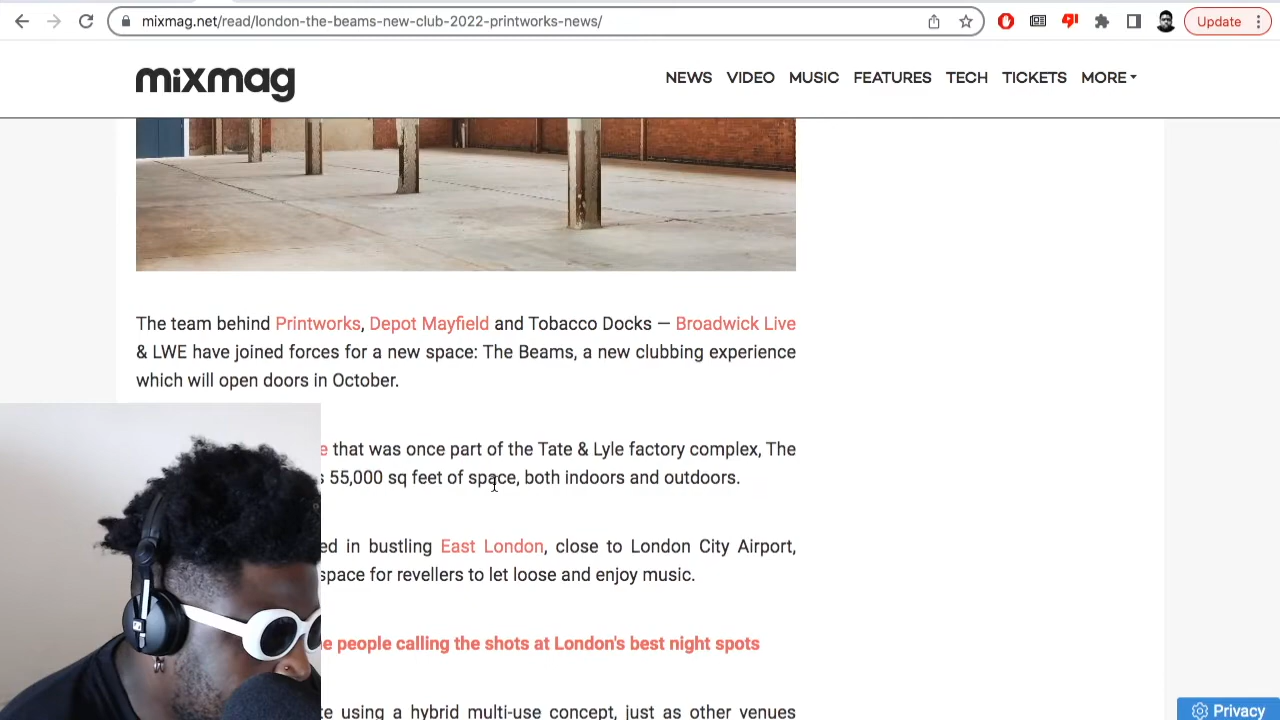 mixmag.net/read/london-the-beams-new-club-2022-printworks-news/
Update
mixmag
NEWS VIDEO MUSIC FEATURES TECH TICKETS MORE
The team behind Printworks, Depot Mayfield and Tobacco Docks — Broadwick Live
& LWE have joined forces for a new space: The Beams, a new clubbing experience
which will open doors in October.
that was once part of the Tate & Lyle factory complex, The
55,000 sq feet of space, both indoors and outdoors.
in bustling East London, close to London City Airport,
space for revellers to let loose and enjoy music.
people calling the shots at London's best night spots
using a hybrid multi-use concept, just as other venues
Privacy